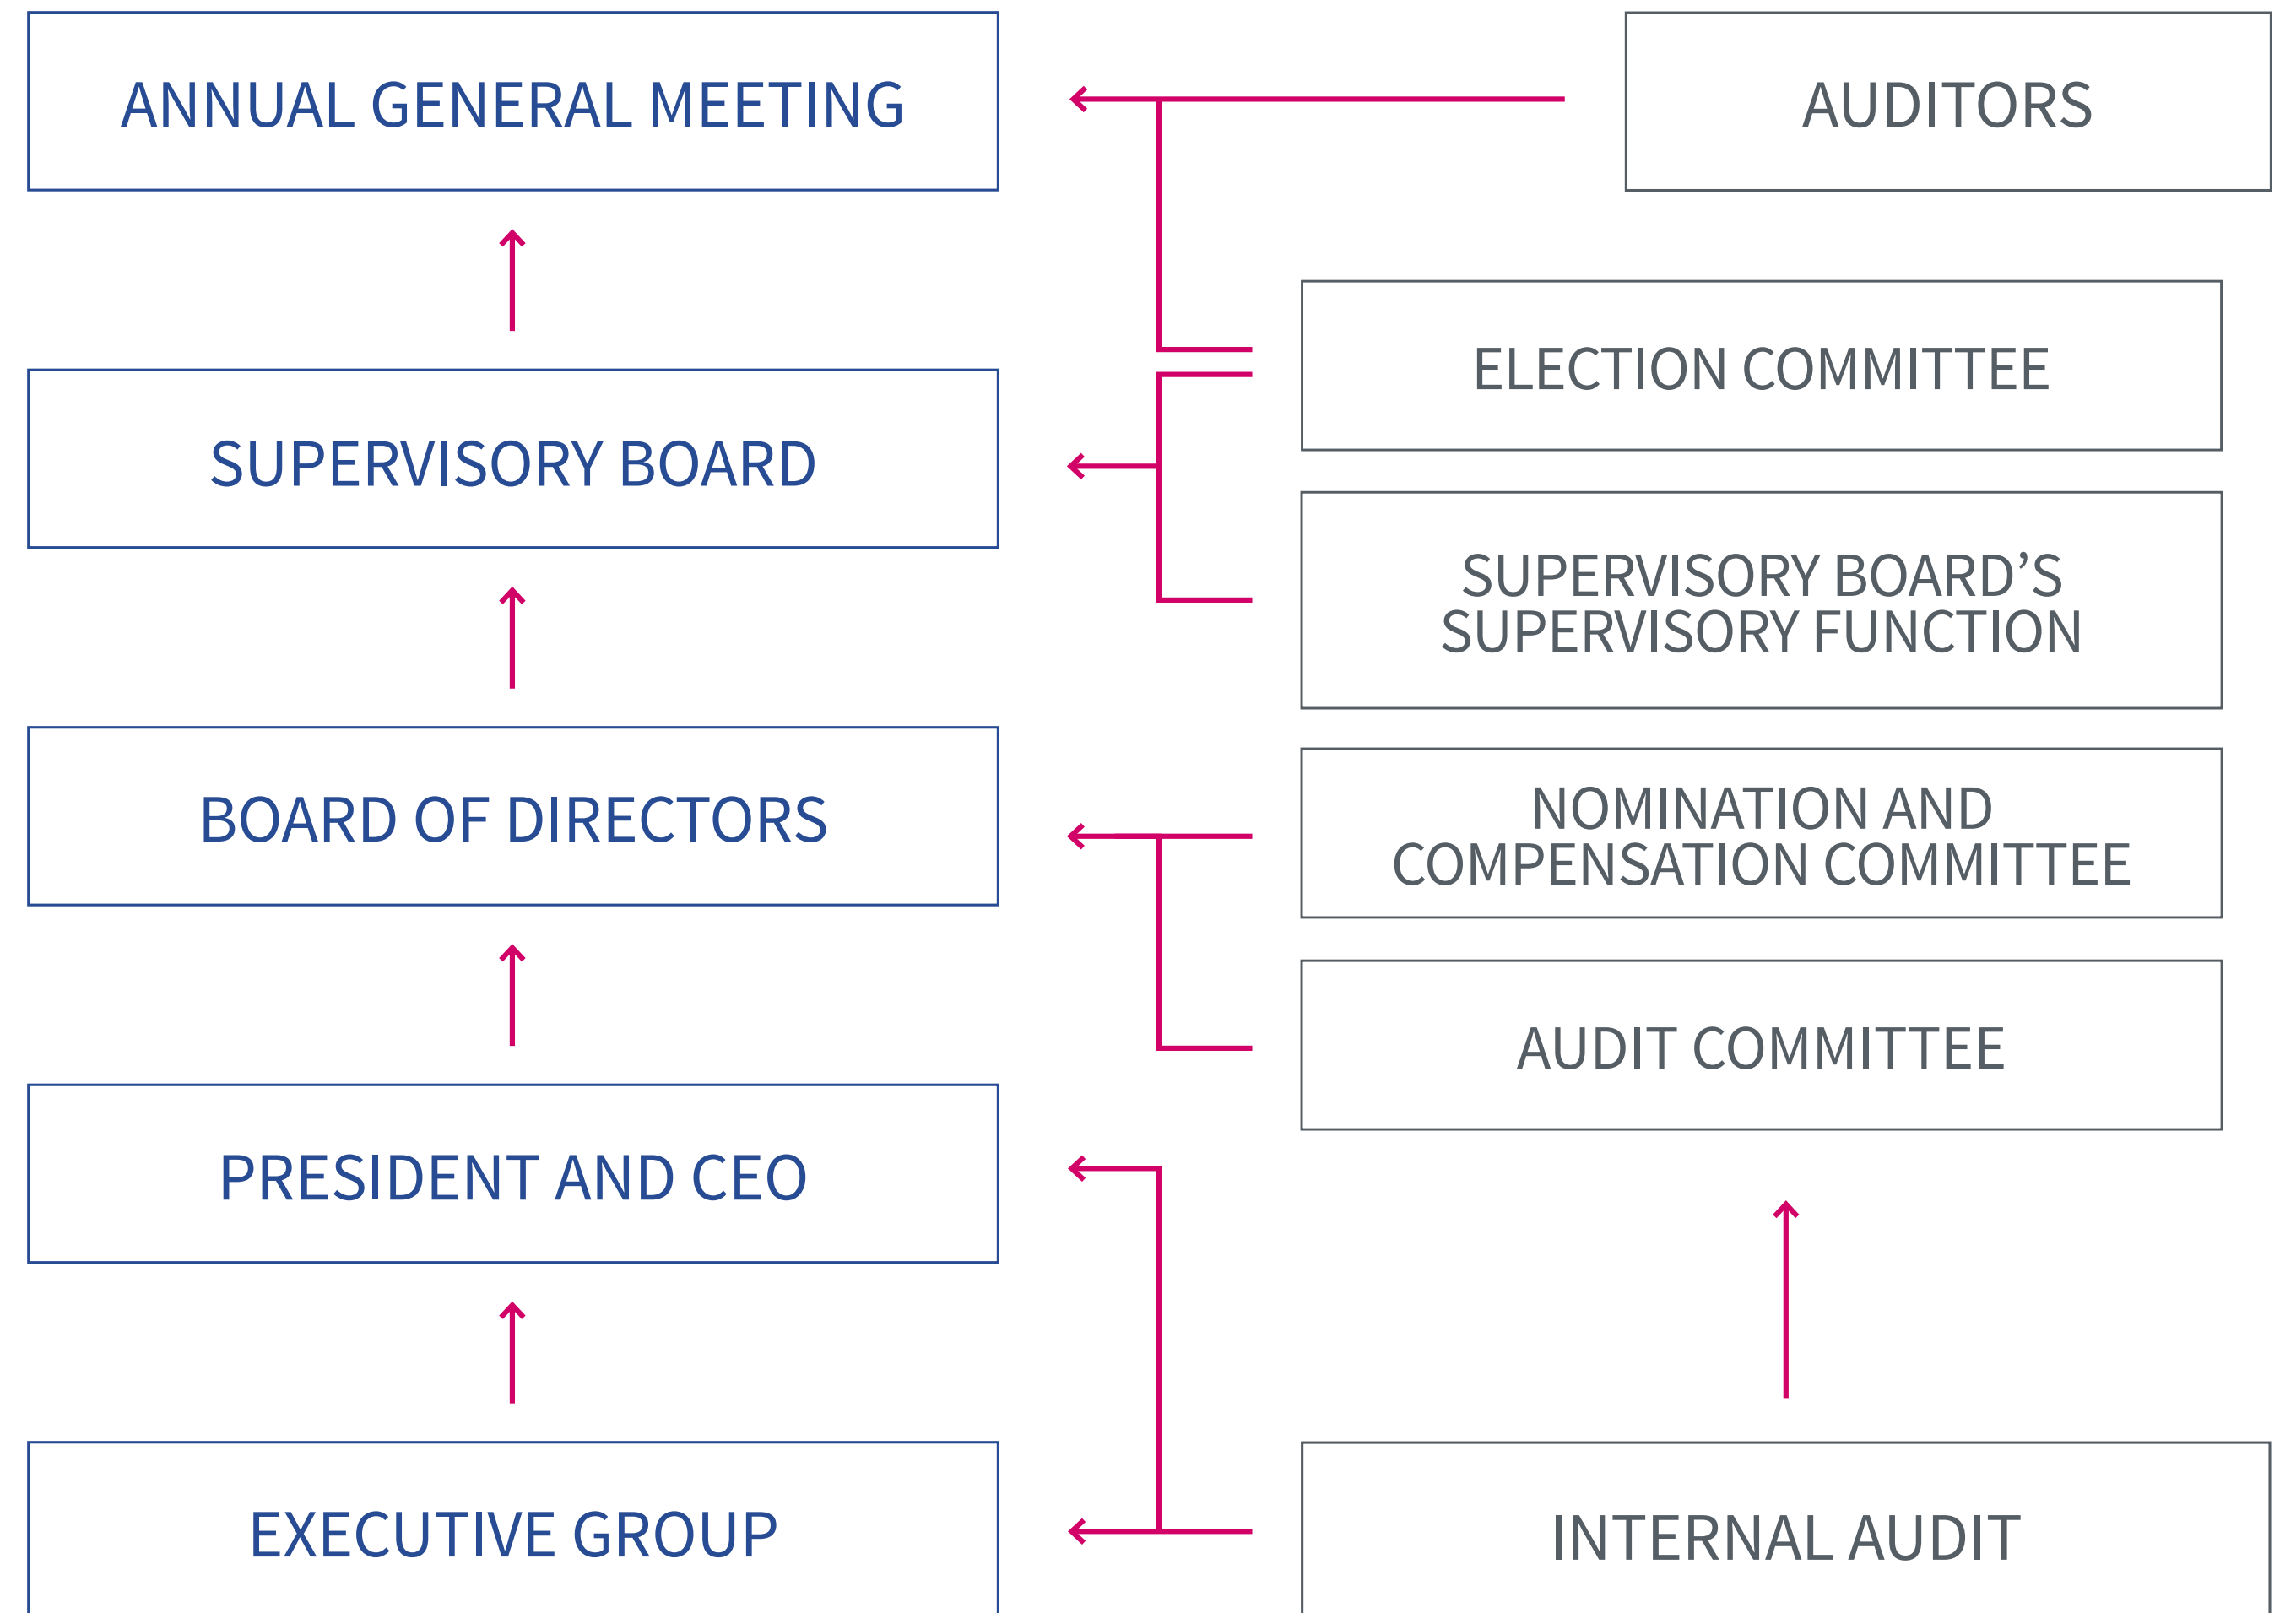 ANNUAL GENERAL MEETING
AUDITORS
ELECTION COMMITTEE
SUPERVISORY BOARD
SUPERVISORY BOARD’S
SUPERVISORY FUNCTION
BOARD OF DIRECTORS
NOMINATION AND
COMPENSATION COMMITTEE
AUDIT COMMITTEE
PRESIDENT AND CEO
EXECUTIVE GROUP
INTERNAL AUDIT